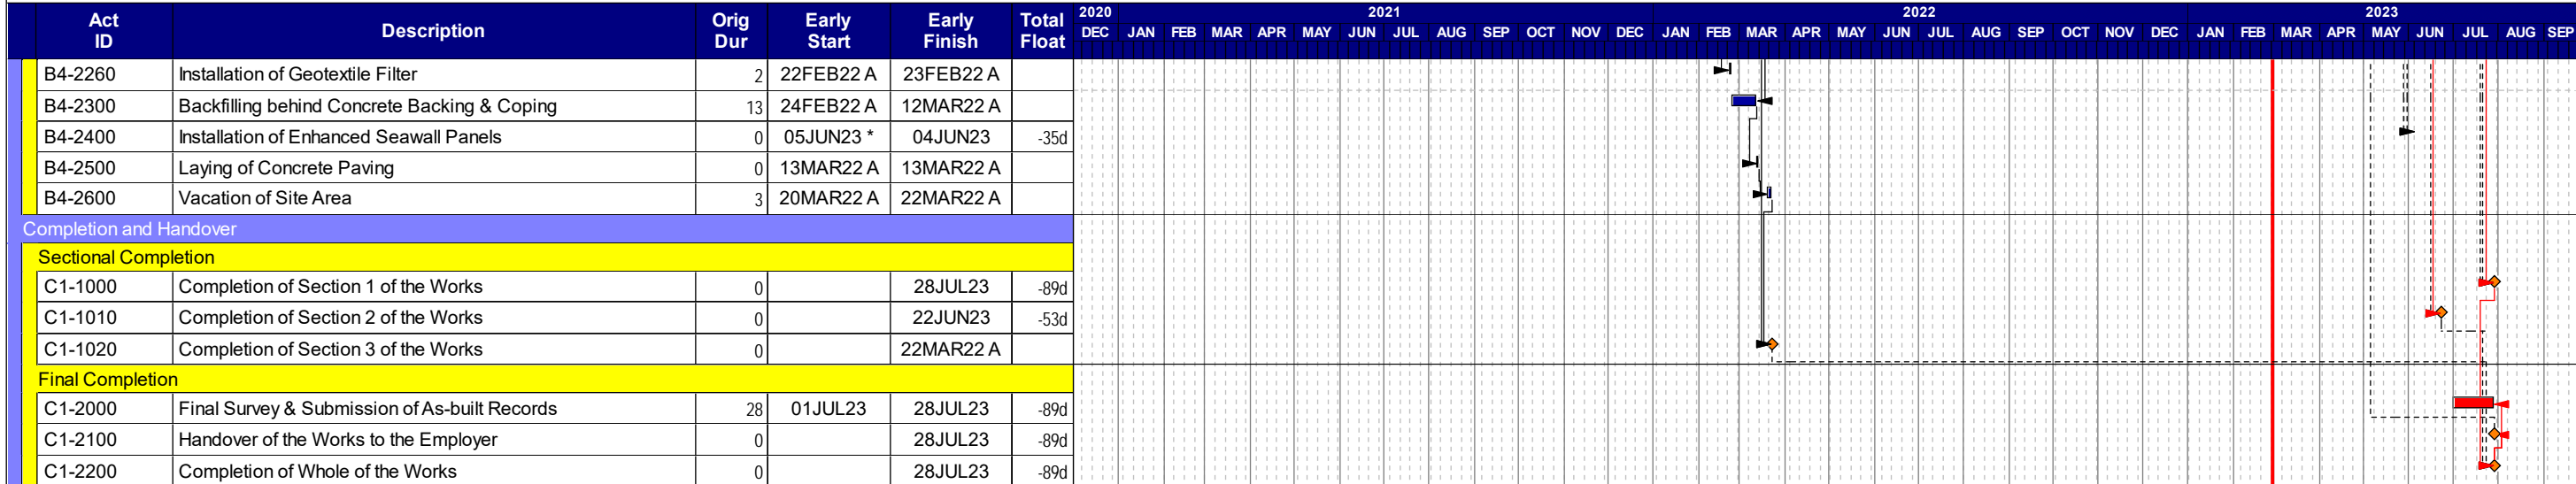 Act ID Description Orig Dur Early Start Early Finish Total Float
2020 2021 2022 2023
DEC JAN FEB MAR APR MAY JUN JUL AUG SEP OCT NOV DEC JAN FEB MAR APR MAY JUN JUL AUG SEP OCT NOV DEC JAN FEB MAR APR MAY JUN JUL AUG SEP
B4-2260 Installation of Geotextile Filter 2 22FEB22 A 23FEB22 A
B4-2300 Backfilling behind Concrete Backing & Coping 13 24FEB22 A 12MAR22 A
B4-2400 Installation of Enhanced Seawall Panels 0 05JUN23 * 04JUN23 -35d
B4-2500 Laying of Concrete Paving 0 13MAR22 A 13MAR22 A
B4-2600 Vacation of Site Area 3 20MAR22 A 22MAR22 A
Completion and Handover
Sectional Completion
C1-1000 Completion of Section 1 of the Works 0 28JUL23 -89d
C1-1010 Completion of Section 2 of the Works 0 22JUN23 -53d
C1-1020 Completion of Section 3 of the Works 0 22MAR22 A
Final Completion
C1-2000 Final Survey & Submission of As-built Records 28 01JUL23 28JUL23 -89d
C1-2100 Handover of the Works to the Employer 0 28JUL23 -89d
C1-2200 Completion of Whole of the Works 0 28JUL23 -89d